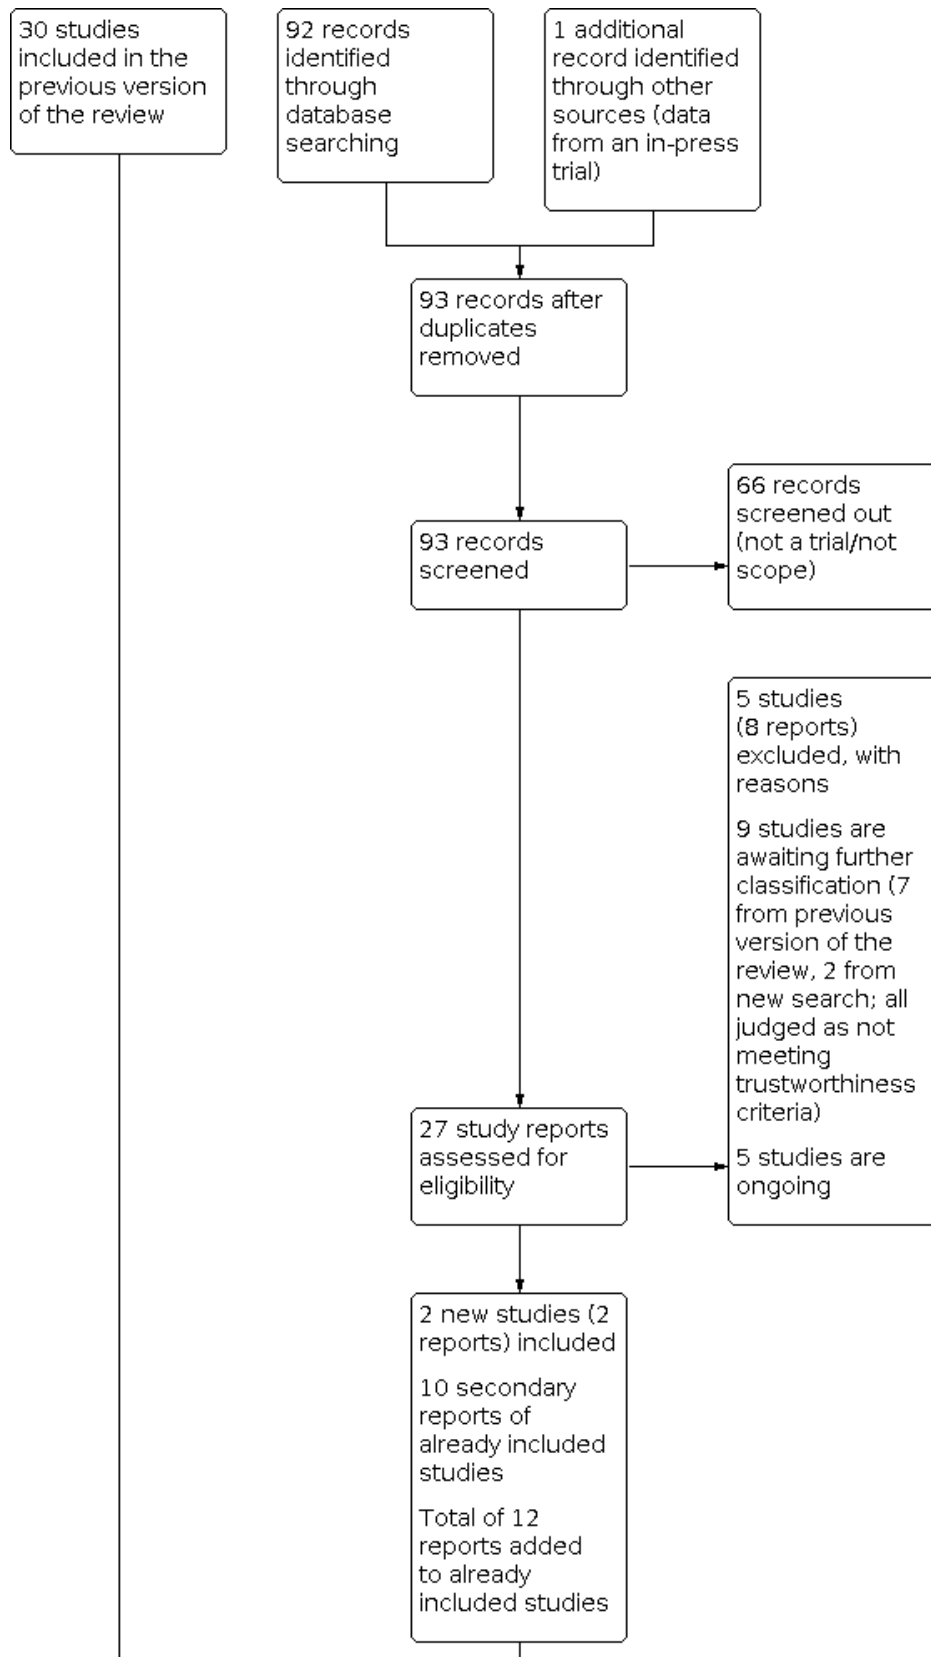 30 studies
included in the
previous version
of the review
92 records
identified
through
database
searching
1 additional
record identified
through other
sources (data
from an in-press
trial)
93 records after
duplicates
removed
93 records
screened
66 records
screened out
(not a trial/not
scope)
27 study reports
assessed for
eligibility
5 studies
(8 reports)
excluded, with
reasons
9 studies are
awaiting further
classification (7
from previous
version of the
review, 2 from
new search; all
judged as not
meeting
trustworthiness
criteria)
5 studies are
ongoing
2 new studies (2
reports) included
10 secondary
reports of
already included
studies
Total of 12
reports added
to already
included studies